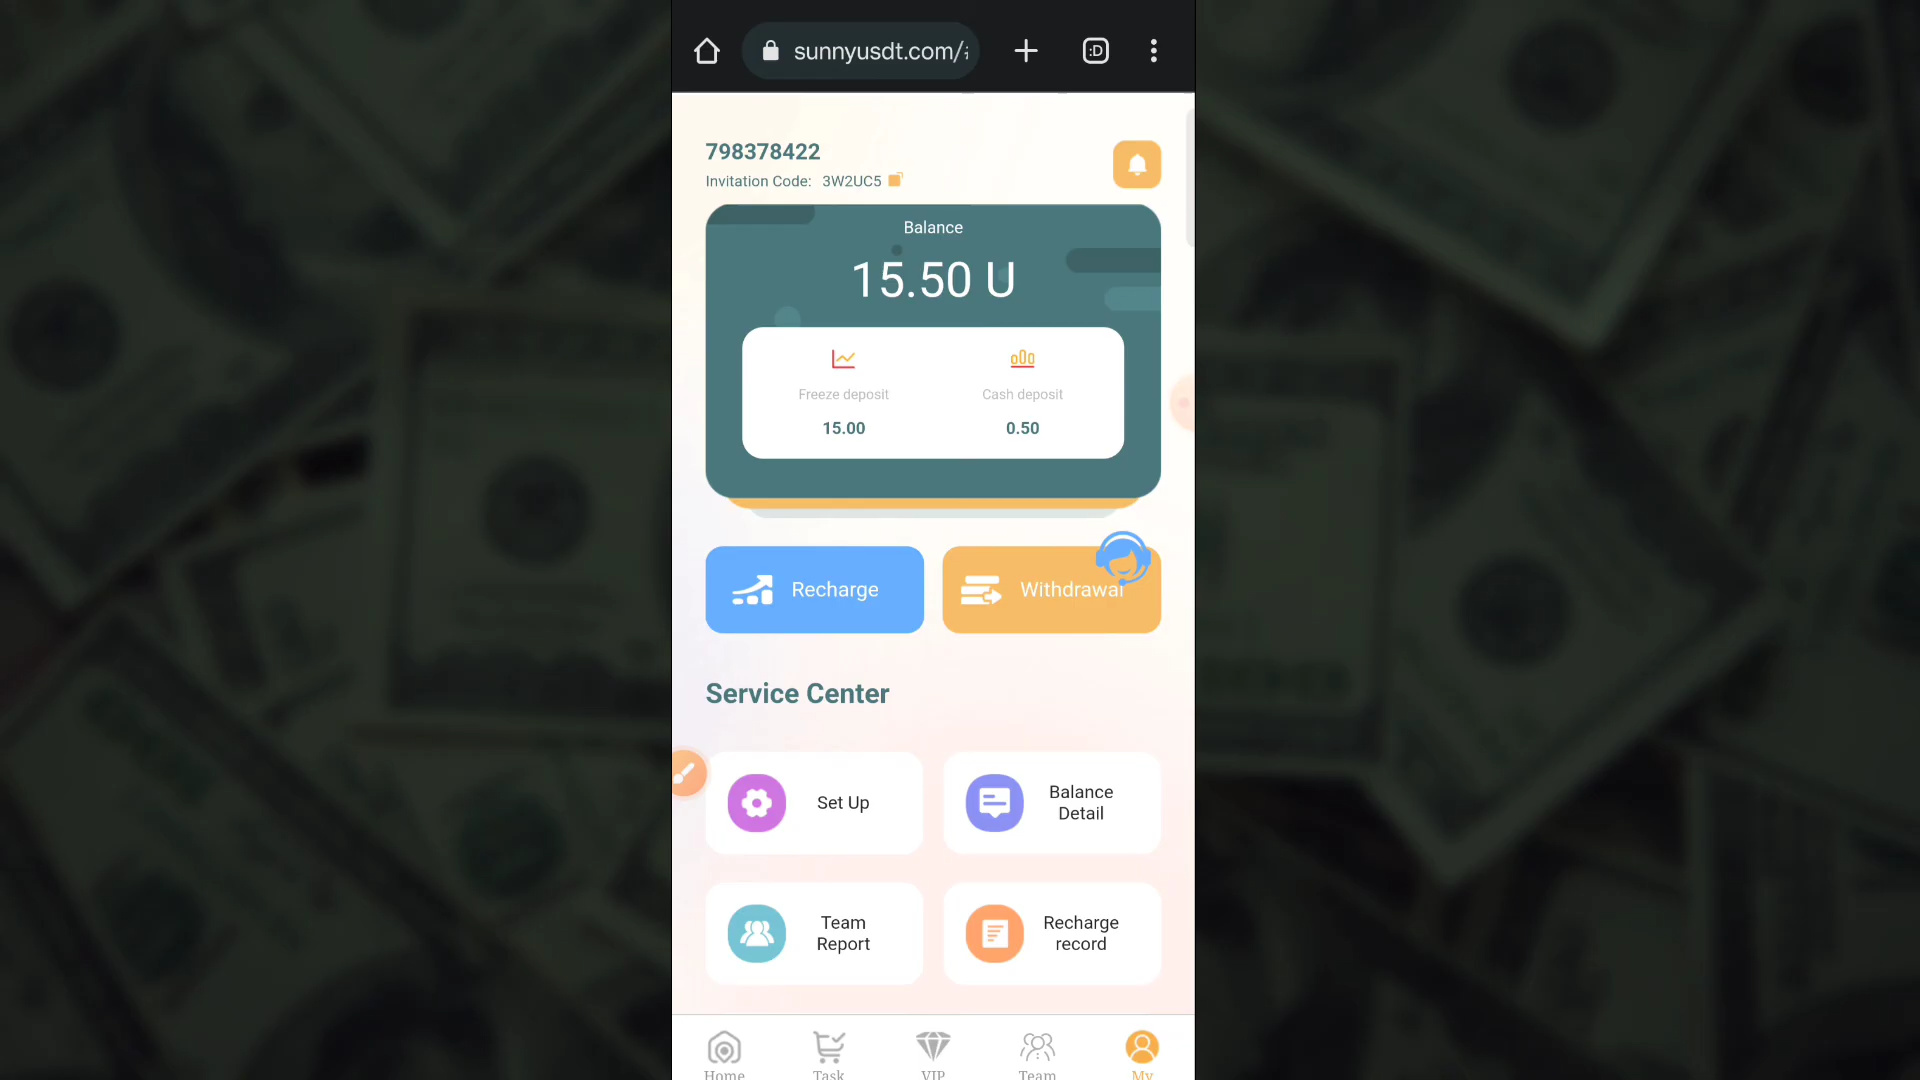 sunnyusdt.com/
:D
798378422
Invitation Code: 3W2UC5
Balance
15.50 U
Freeze deposit
Cash deposit
15.00
0.50
Recharge
Withdrawal
Service Center
Set Up
Balance
Detail
Team
Report
Recharge
record
Home
Task
VIP
Team
My